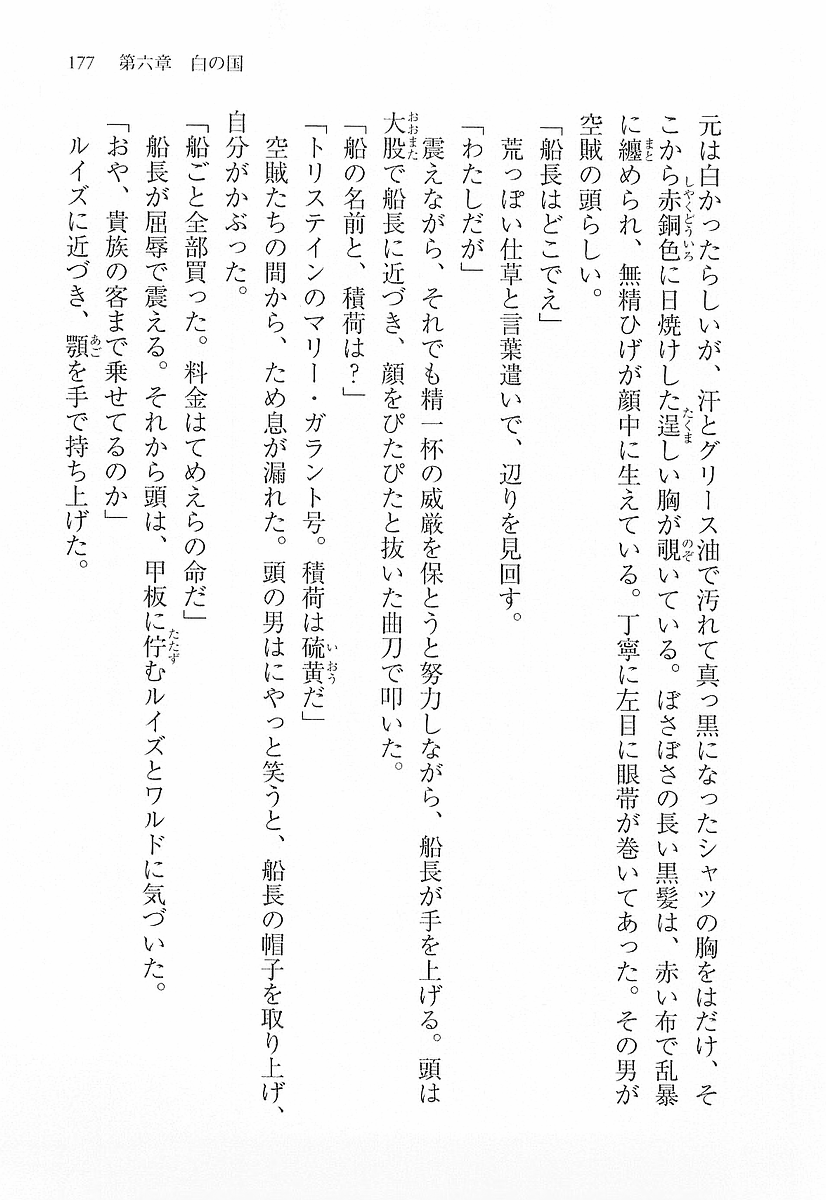 177　第六章　白の国
元は白かったらしいが、汗とグリース油で汚れて真っ黒になったシャツの胸をはだけ、そ
こから赤銅色に日焼けした逞しい胸が覗いている。ぼさぼさの長い黒髪は、赤い布で乱暴
に纏められ、無精ひげが顔中に生えている。丁寧に左目に眼帯が巻いてあった。その男が
空賊の頭らしい。
「船長はどこでえ」
　荒っぽい仕草と言葉遣いで、辺りを見回す。
「わたしだが」
　震えながら、それでも精一杯の威厳を保とうと努力しながら、船長が手を上げる。頭は
大股で船長に近づき、顔をぴたぴたと抜いた曲刀で叩いた。
「船の名前と、積荷は？」
「トリステインのマリー・ガラント号。積荷は硫黄だ」
　空賊たちの間から、ため息が漏れた。頭の男はにやっと笑うと、船長の帽子を取り上げ、
自分がかぶった。
「船ごと全部買った。料金はてめえらの命だ」
　船長が屈辱で震える。それから頭は、甲板に佇むルイズとワルドに気づいた。
「おや、貴族の客まで乗せてるのか」
　ルイズに近づき、顎を手で持ち上げた。